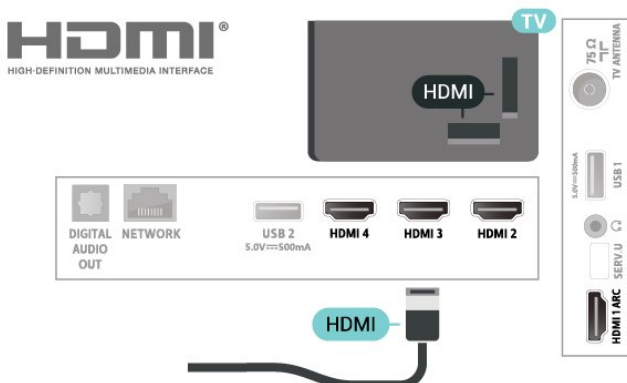 HDMI®
HIGH-DEFINITION MULTIMEDIA INTERFACE
TV
HDMI
75 Ω
TV ANTENNA
5.0V⎓500mA
USB 1
SERV.U
HDMI 1 ARC
DIGITAL
AUDIO
OUT
NETWORK
USB 2
5.0V⎓500mA
HDMI 4
HDMI 3
HDMI 2
HDMI